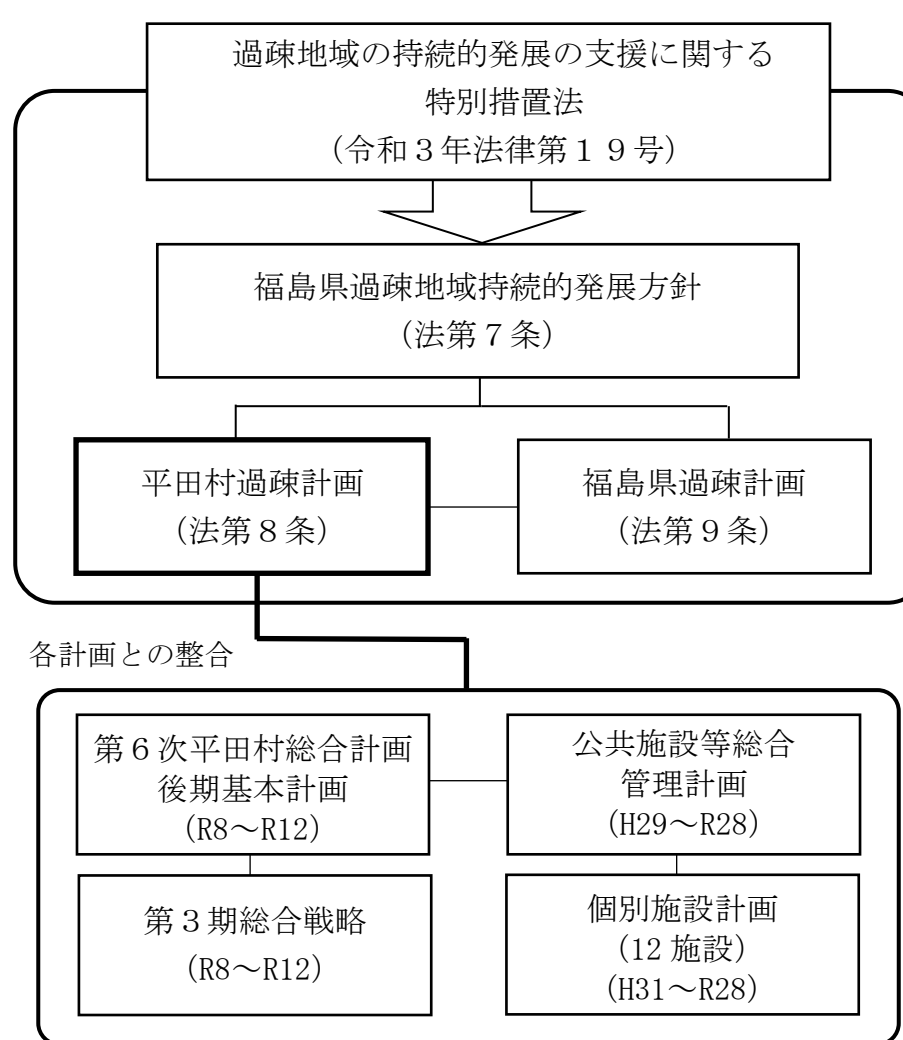 過疎地域の持続的発展の支援に関する
特別措置法
（令和３年法律第１９号）
福島県過疎地域持続的発展方針
（法第７条）
平田村過疎計画
（法第８条）
福島県過疎計画
（法第９条）
各計画との整合
第６次平田村総合計画
後期基本計画
（R8～R12）
公共施設等総合
管理計画
（H29～R28）
第３期総合戦略
（R8～R12）
個別施設計画
（12 施設）
（H31～R28）